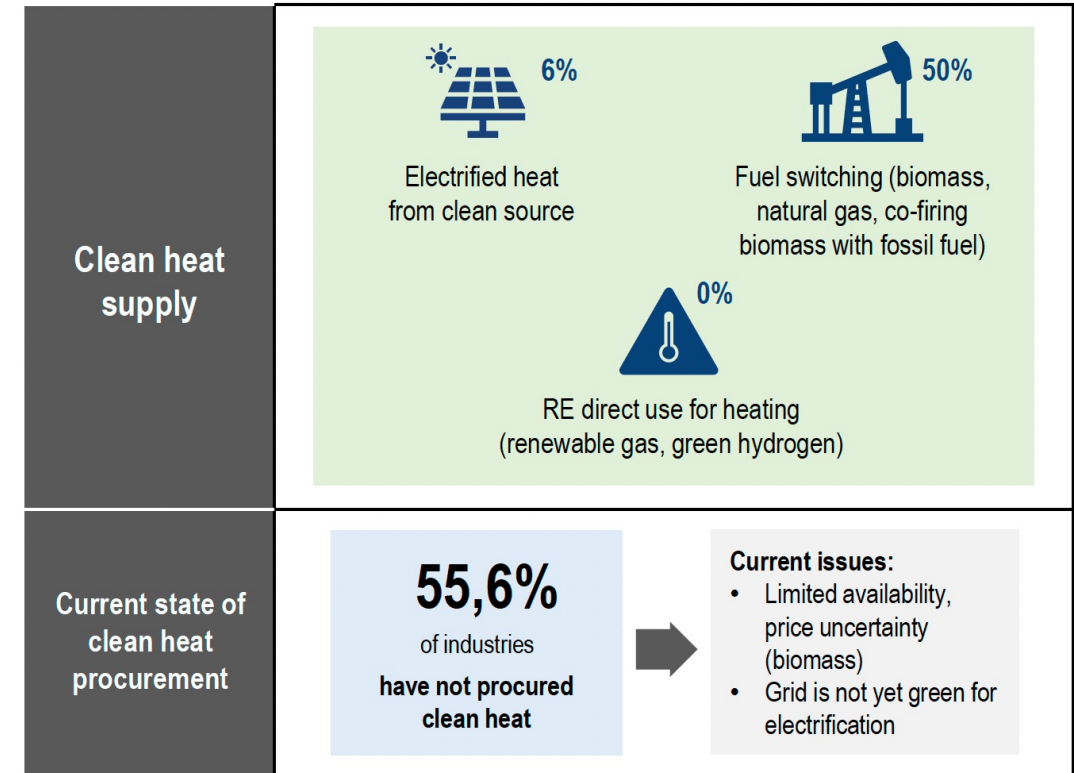 Clean heat
supply
6%
Electrified heat
from clean source
50%
Fuel switching (biomass,
natural gas, co-firing
biomass with fossil fuel)
0%
RE direct use for heating
(renewable gas, green hydrogen)
Current state of
clean heat
procurement
55,6%
of industries
have not procured
clean heat
Current issues:
• Limited availability,
price uncertainty
(biomass)
• Grid is not yet green for
electrification